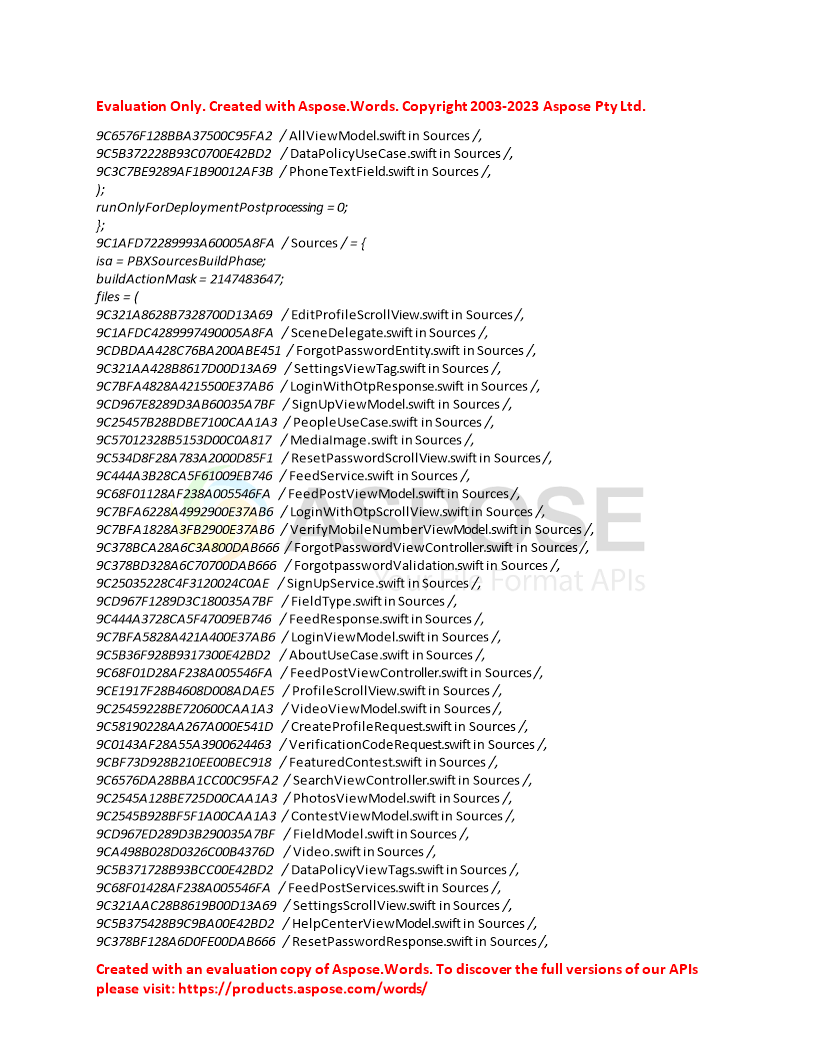 Evaluation Only. Created with Aspose.Words. Copyright 2003-2023 Aspose Pty Ltd.
9C6576F128BBA37500C95FA2 / AllViewModel.swift in Sources /,
9C5B372228B93C0700E42BD2 / DataPolicyUseCase.swift in Sources /,
9C3C7BE9289AF1B90012AF3B / PhoneTextField.swift in Sources /,
);
runOnlyForDeploymentPostprocessing = 0;
};
9C1AFD72289993A60005A8FA / Sources / = {
isa = PBXSourcesBuildPhase;
buildActionMask = 2147483647;
files = (
9C321A8628B7328700D13A69 / EditProfileScrollView.swift in Sources /,
9C1AFDC4289997490005A8FA / SceneDelegate.swift in Sources /,
9CDBDAA428C76BA200ABE451 / ForgotPasswordEntity.swift in Sources /,
9C321AA428B8617D00D13A69 / SettingsViewTag.swift in Sources /,
9C7BFA4828A4215500E37AB6 / LoginWithOtpResponse.swift in Sources /,
9CD967E8289D3AB60035A7BF / SignUpViewModel.swift in Sources /,
9C25457B28BDBE7100CAA1A3 / PeopleUseCase.swift in Sources /,
9C57012328B5153D00C0A817 / MediaImage.swift in Sources /,
9C534D8F28A783A2000D85F1 / ResetPasswordScrollView.swift in Sources /,
9C444A3B28CA5F61009EB746 / FeedService.swift in Sources /,
9C68F01128AF238A005546FA / FeedPostViewModel.swift in Sources /,
9C7BFA6228A4992900E37AB6 / LoginWithOtpScrollView.swift in Sources /,
9C7BFA1828A3FB2900E37AB6 / VerifyMobileNumberViewModel.swift in Sources /,
9C378BCA28A6C3A800DAB666 / ForgotPasswordViewController.swift in Sources /,
9C378BD328A6C70700DAB666 / ForgotpasswordValidation.swift in Sources /,
9C25035228C4F3120024C0AE / SignUpService.swift in Sources /,
9CD967F1289D3C180035A7BF / FieldType.swift in Sources /,
9C444A3728CA5F47009EB746 / FeedResponse.swift in Sources /,
9C7BFA5828A421A400E37AB6 / LoginViewModel.swift in Sources /,
9C5B36F928B9317300E42BD2 / AboutUseCase.swift in Sources /,
9C68F01D28AF238A005546FA / FeedPostViewController.swift in Sources /,
9CE1917F28B4608D008ADAE5 / ProfileScrollView.swift in Sources /,
9C25459228BE720600CAA1A3 / VideoViewModel.swift in Sources /,
9C58190228AA267A000E541D / CreateProfileRequest.swift in Sources /,
9C0143AF28A55A3900624463 / VerificationCodeRequest.swift in Sources /,
9CBF73D928B210EE00BEC918 / FeaturedContest.swift in Sources /,
9C6576DA28BBA1CC00C95FA2 / SearchViewController.swift in Sources /,
9C2545A128BE725D00CAA1A3 / PhotosViewModel.swift in Sources /,
9C2545B928BF5F1A00CAA1A3 / ContestViewModel.swift in Sources /,
9CD967ED289D3B290035A7BF / FieldModel.swift in Sources /,
9CA498B028D0326C00B4376D / Video.swift in Sources /,
9C5B371728B93BCC00E42BD2 / DataPolicyViewTags.swift in Sources /,
9C68F01428AF238A005546FA / FeedPostServices.swift in Sources /,
9C321AAC28B8619B00D13A69 / SettingsScrollView.swift in Sources /,
9C5B375428B9C9BA00E42BD2 / HelpCenterViewModel.swift in Sources /,
9C378BF128A6D0FE00DAB666 / ResetPasswordResponse.swift in Sources /,
ASPOSE
Your File Format APIs
Created with an evaluation copy of Aspose.Words. To discover the full versions of our APIs
please visit: https://products.aspose.com/words/